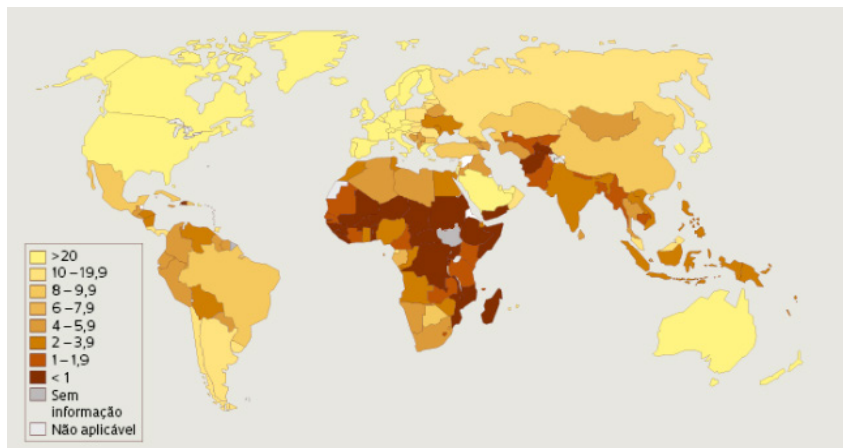 >20
10 – 19,9
8 – 9,9
6 – 7,9
4 – 5,9
2 – 3,9
1 – 1,9
< 1
Sem
informação
Não aplicável